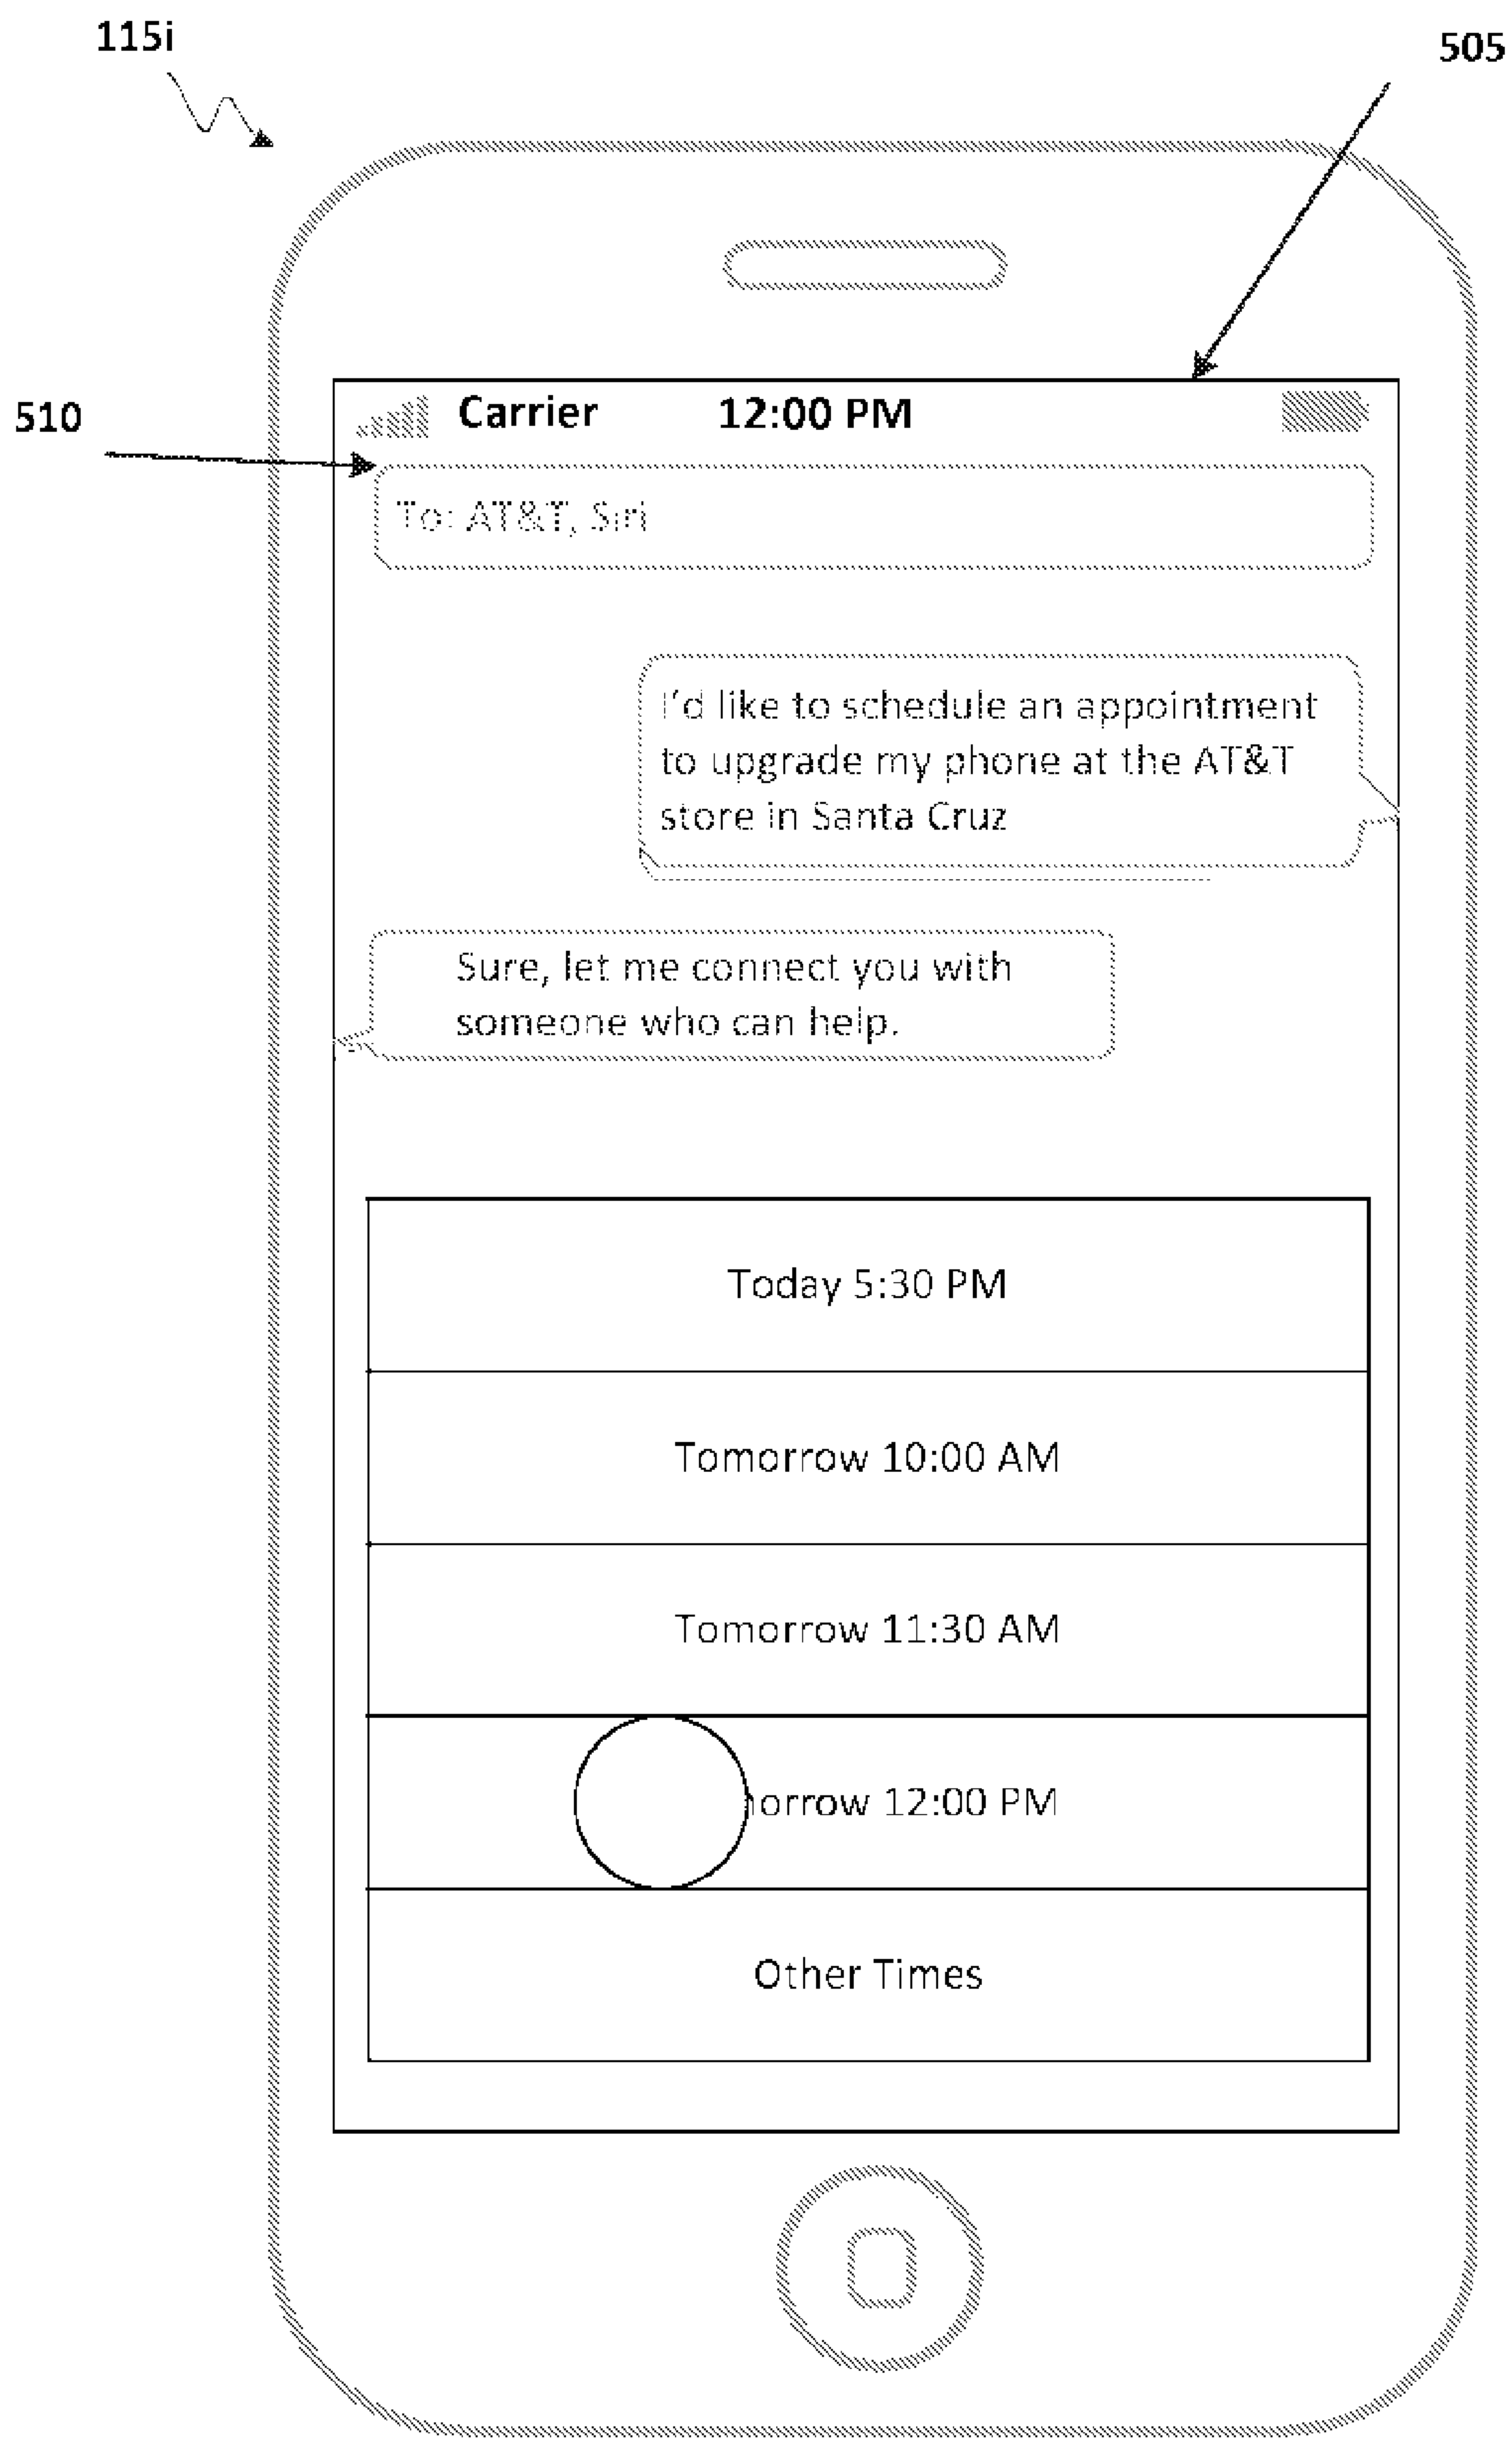 115i
505
510
Carrier 12:00 PM
To: AT&T, Siri
I'd like to schedule an appointment
to upgrade my phone at the AT&T
store in Santa Cruz
Sure, let me connect you with
someone who can help.
Today 5:30 PM
Tomorrow 10:00 AM
Tomorrow 11:30 AM
orrow 12:00 PM
Other Times